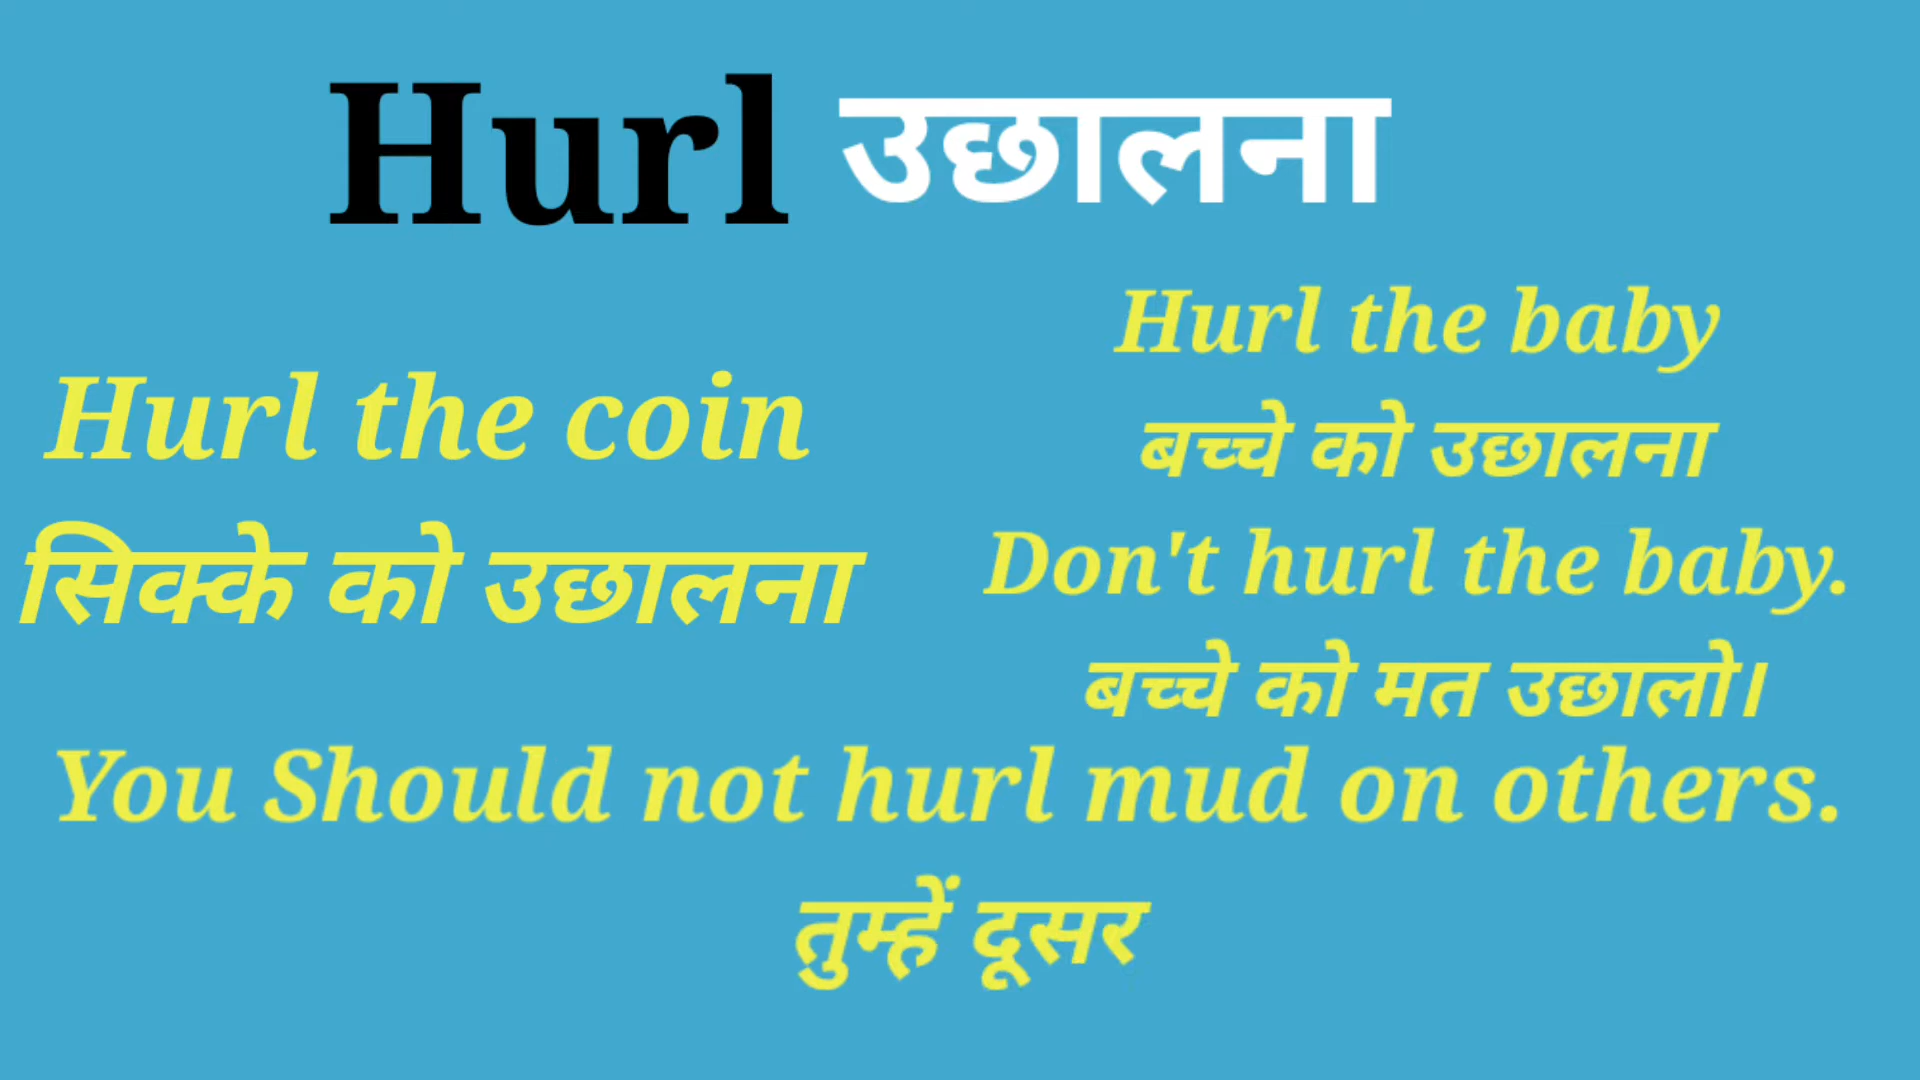 Hurl उछालना
Hurl the coin
सिक्के को उछालना
Hurl the baby
बच्चे को उछालना
Don't hurl the baby.
बच्चे को मत उछालो।
You Should not hurl mud on others.
तुम्हें दूसर